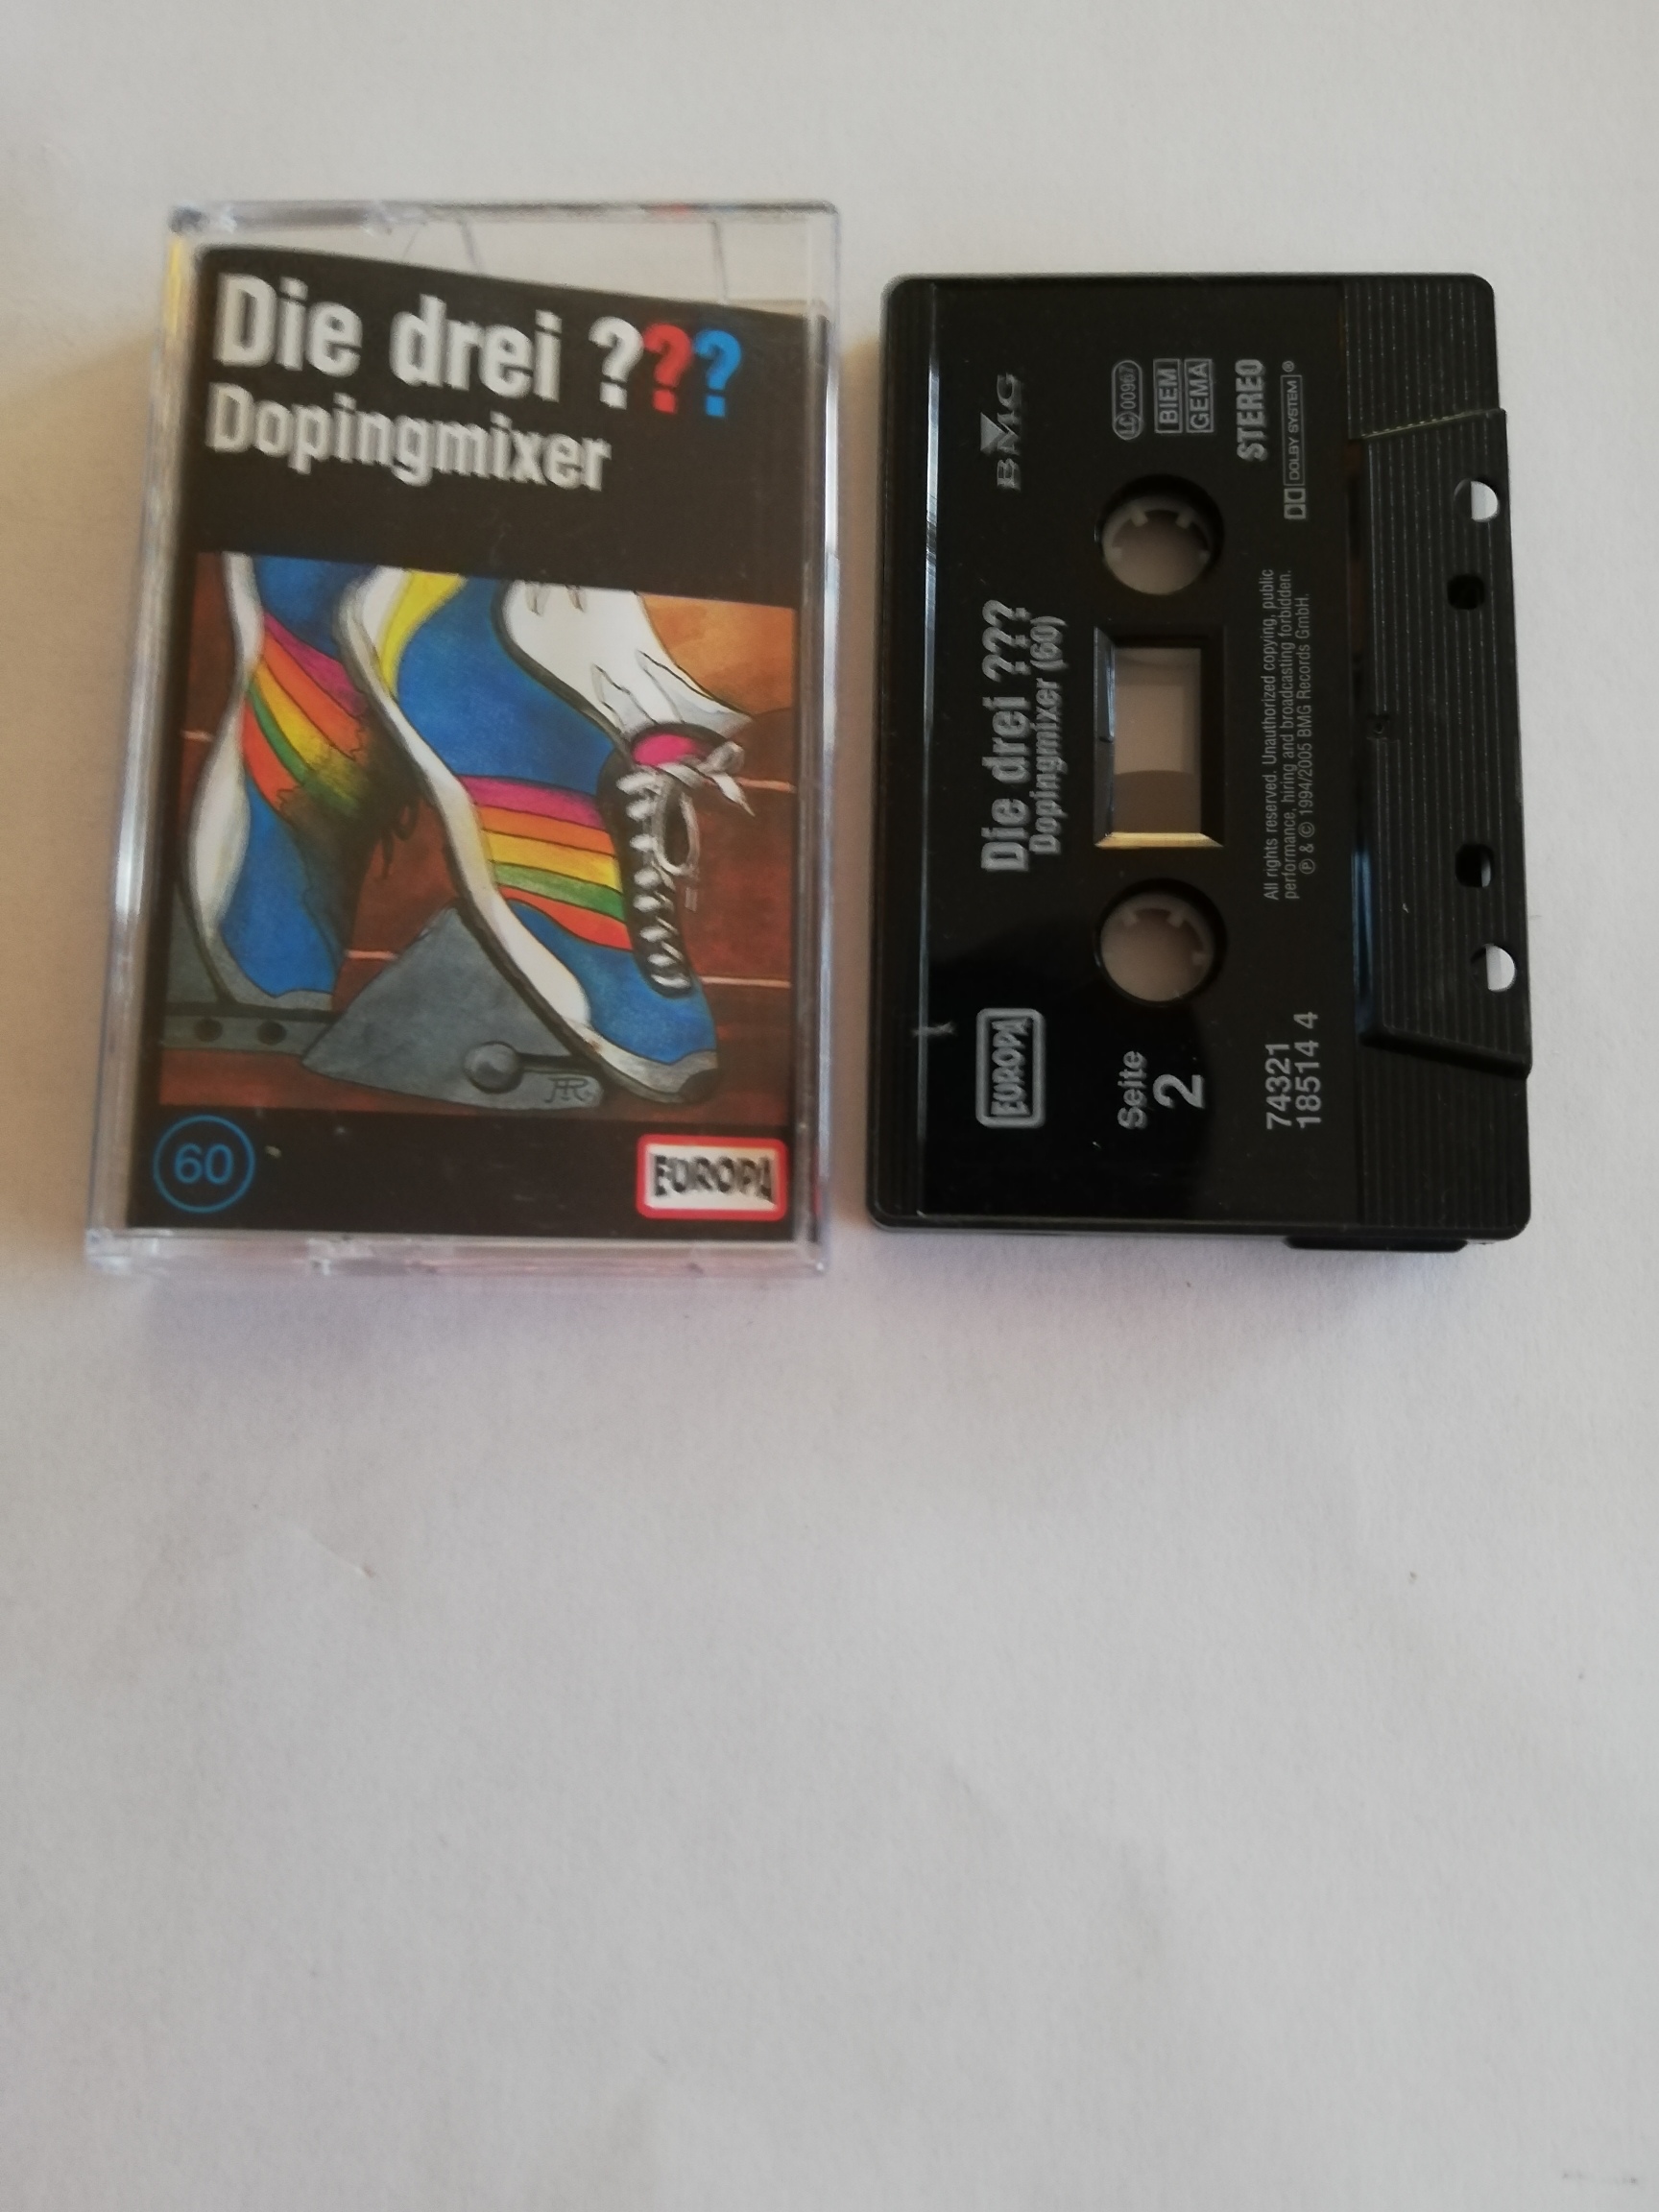 Die drei ???
Dopingmixer
60
EUROPA
BMG
LC 00967
BIEM
GEMA
STEREO
DOLBY SYSTEM ®
Die drei ???
Dopingmixer (60)
All rights reserved. Unauthorized copying, public
performance, hiring and broadcasting forbidden.
℗ & © 1994/2005 BMG Records GmbH.
EUROPA
Seite
2
74321
18514 4